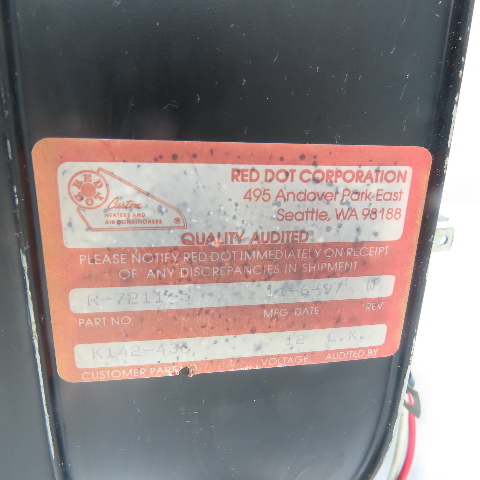 RED DOT CORPORATION
495 Andover Park East
Seattle, WA 98188
RED DOT
Custom
HEATERS AND
AIR CONDITIONERS
QUALITY AUDITED
PLEASE NOTIFY RED DOT IMMEDIATELY ON RECEIPT
OF ANY DISCREPANCIES IN SHIPMENT
W
PART NO. MFG. DATE REV.
12 L.K.
CUSTOMER PART VOLTAGE AUDITED BY